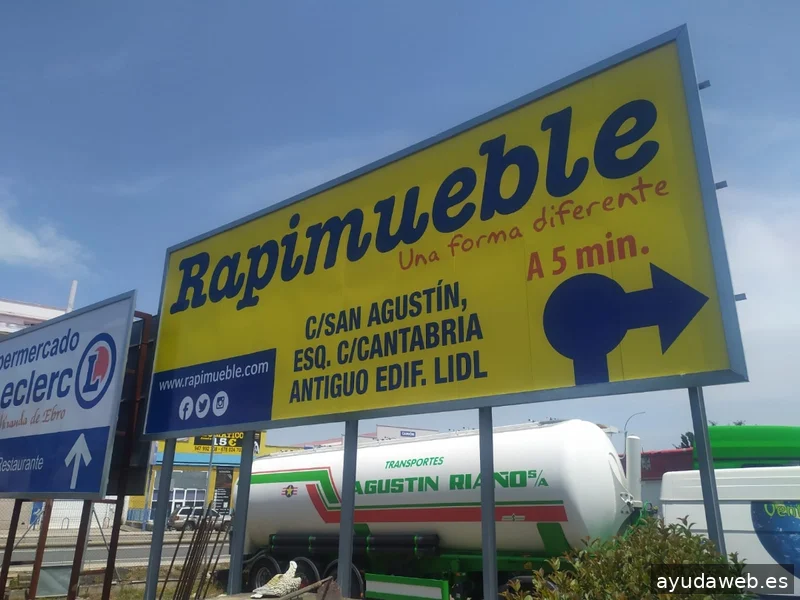 Rapimueble
Una forma diferente
A 5 min.
C/SAN AGUSTÍN,
ESQ. C/CANTABRIA
ANTIGUO EDIF. LIDL
www.rapimueble.com
permercado
eclerc
Miranda de Ebro
Restaurante
TRANSPORTES
AGUSTIN RIAÑO S/A
ayudaweb.es